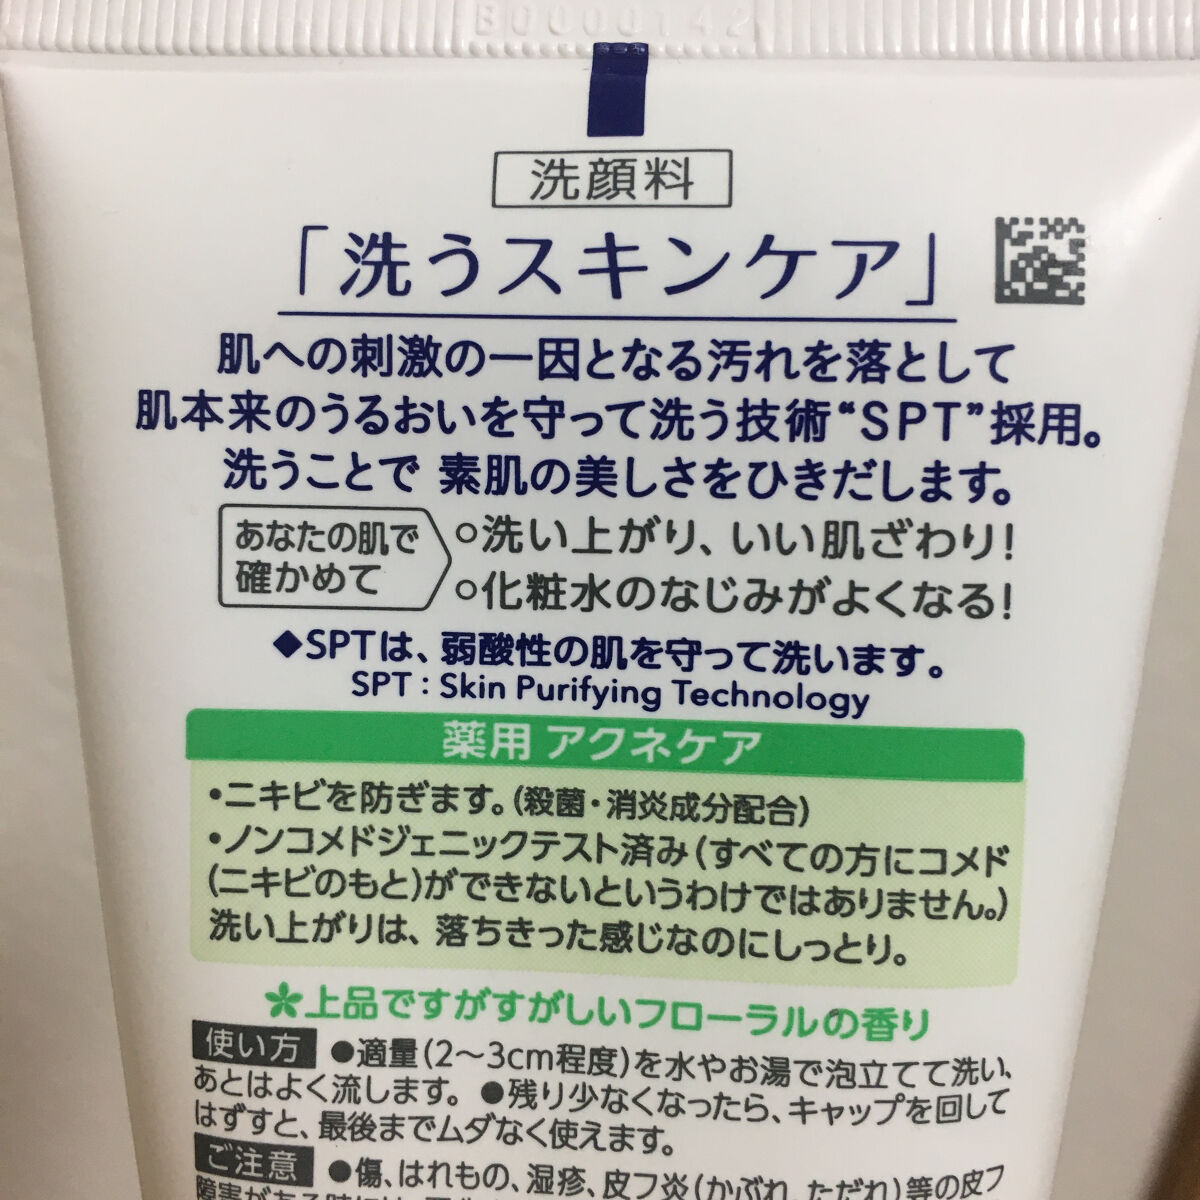 B0000142
洗顔料
「洗うスキンケア」
肌への刺激の一因となる汚れを落として
肌本来のうるおいを守って洗う技術“SPT”採用。
洗うことで 素肌の美しさをひきだします。
あなたの肌で
確かめて
○洗い上がり、いい肌ざわり!
○化粧水のなじみがよくなる!
◆SPTは、弱酸性の肌を守って洗います。
SPT : Skin Purifying Technology
薬用 アクネケア
•ニキビを防ぎます。(殺菌・消炎成分配合)
•ノンコメドジェニックテスト済み(すべての方にコメド
(ニキビのもと)ができないというわけではありません。)
洗い上がりは、落ちきった感じなのにしっとり。
上品ですがすがしいフローラルの香り
使い方 ●適量(2〜3cm程度)を水やお湯で泡立てて洗い、
あとはよく流します。 ●残り少なくなったら、キャップを回して
はずすと、最後までムダなく使えます。
ご注意 ●傷、はれもの、湿疹、皮フ炎(かぶれ、ただれ)等の皮フ
障害がある時には、